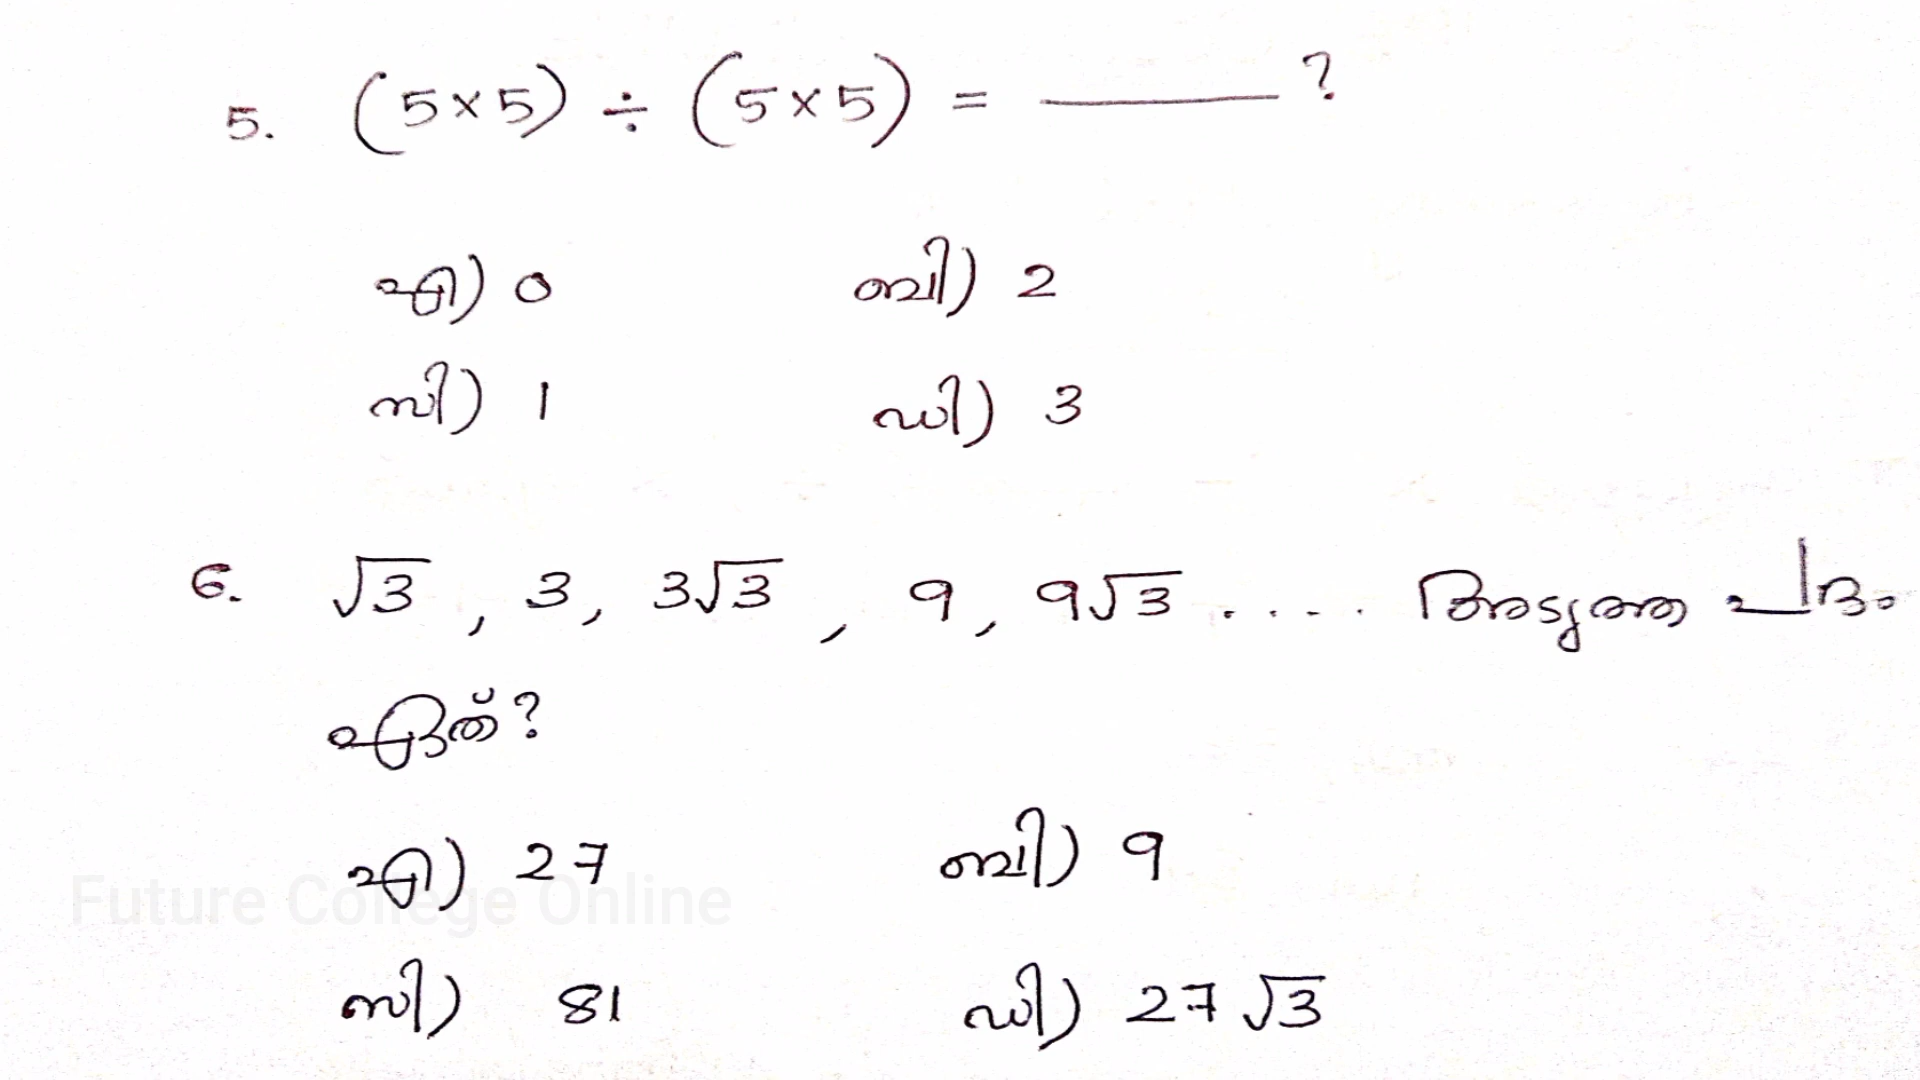 5. (5×5) ÷ (5×5) = ______ ?
എ) 0 ബി) 2
സി) 1 ഡി) 3
6. √3 , 3, 3√3 , 9, 9√3 ..... അടുത്ത പദം
ഏത്?
എ) 27 ബി) 9
Future College Online
സി) 81 ഡി) 27√3